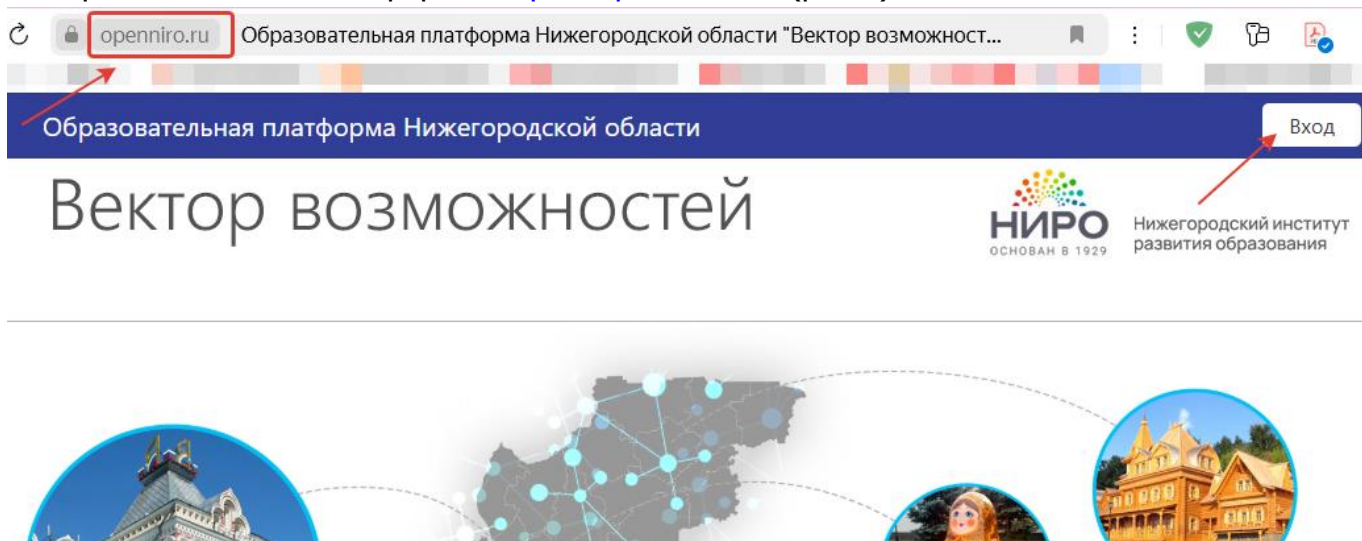 openniro.ru Образовательная платформа Нижегородской области "Вектор возможност...
Образовательная платформа Нижегородской области
Вход
Вектор возможностей
НИРО
ОСНОВАН В 1929
Нижегородский институт
развития образования